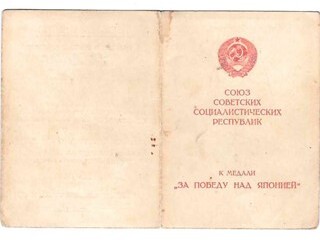 СОЮЗ
СОВЕТСКИХ
СОЦИАЛИСТИЧЕСКИХ
РЕСПУБЛИК
К МЕДАЛИ
"ЗА ПОБЕДУ НАД ЯПОНИЕЙ"